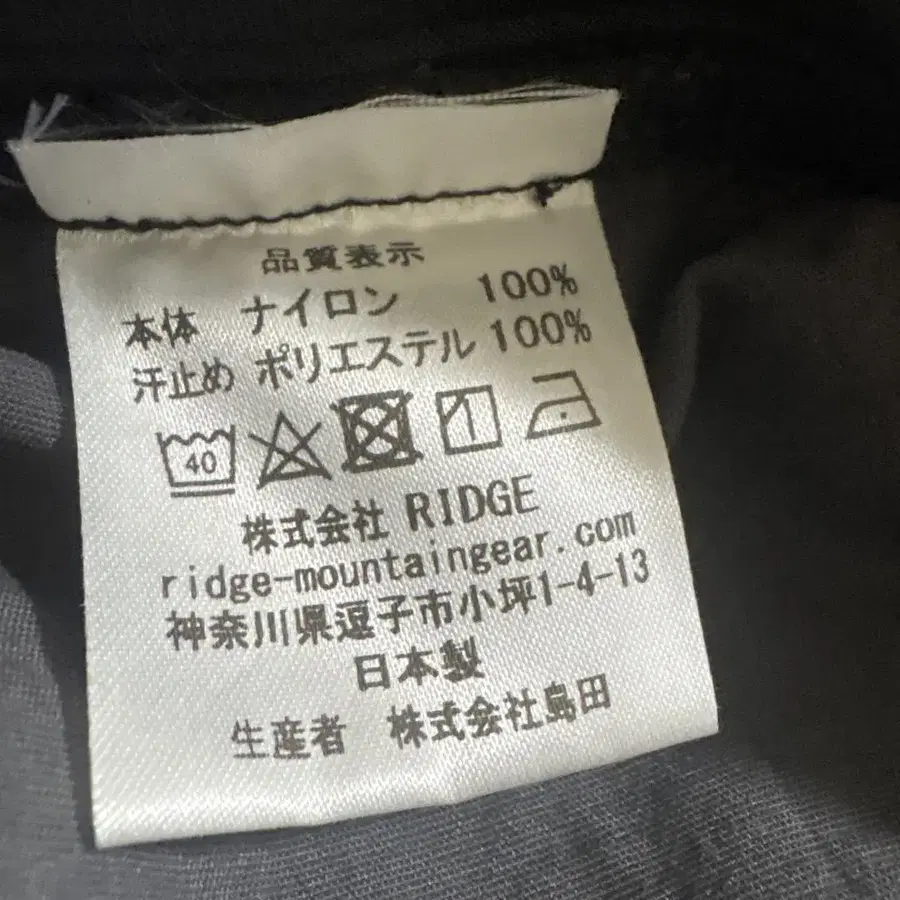 品質表示
本体 ナイロン 100%
汗止め ポリエステル 100%
40
株式会社 RIDGE
ridge-mountaingear.com
神奈川県逗子市小坪1-4-13
日本製
生産者 株式会社島田